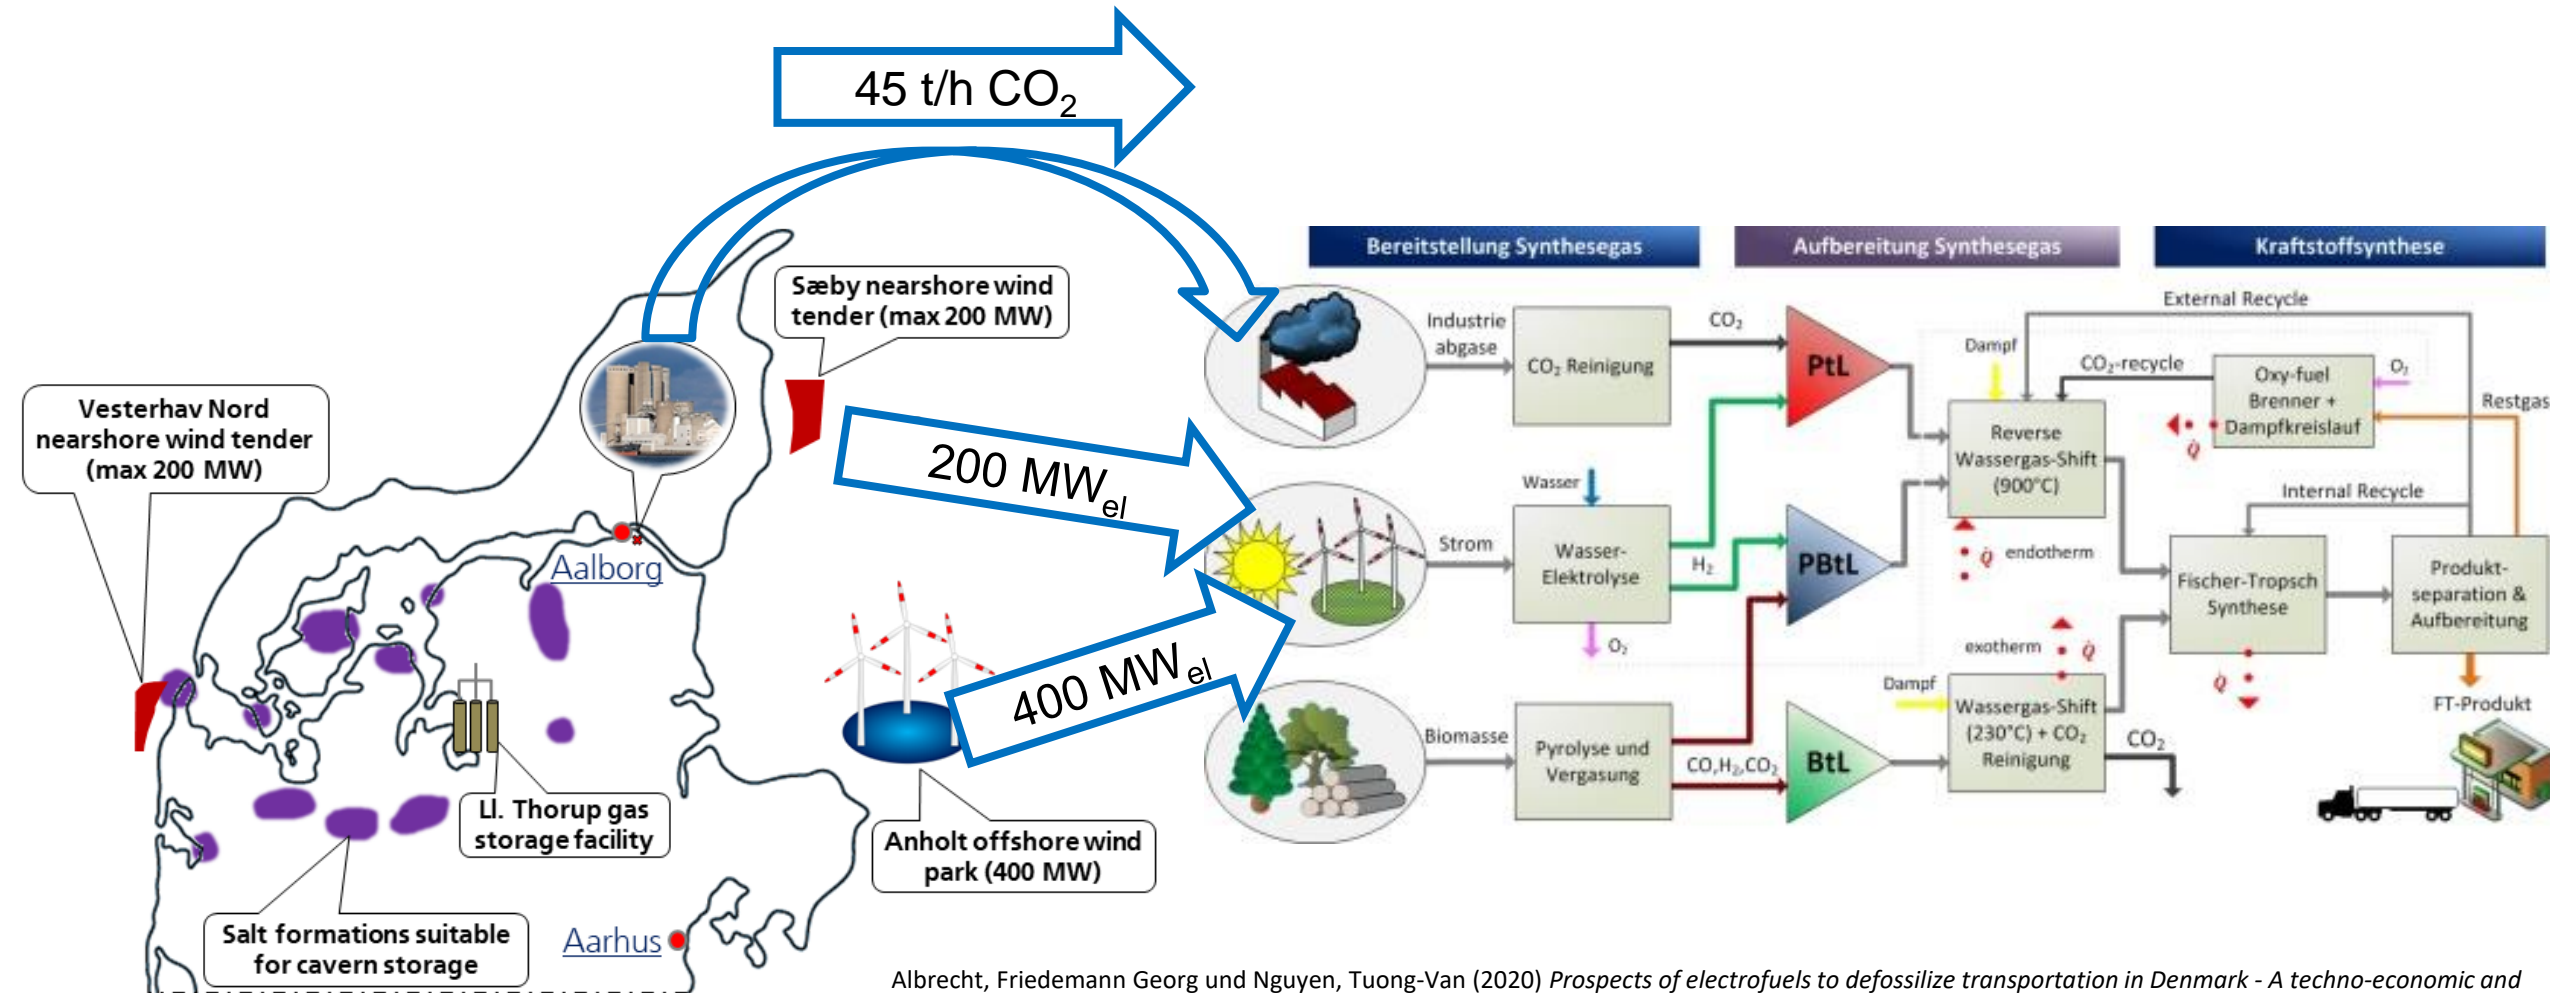 45 t/h CO₂
Sæby nearshore wind
tender (max 200 MW)
Vesterhav Nord
nearshore wind tender
(max 200 MW)
200 MWel
400 MWel
Aalborg
Ll. Thorup gas
storage facility
Anholt offshore wind
park (400 MW)
Salt formations suitable
for cavern storage
Aarhus
Bereitstellung Synthesegas
Aufbereitung Synthesegas
Kraftstoffsynthese
Industrie
abgase
CO₂ Reinigung
CO₂
PtL
External Recycle
Dampf
CO₂-recycle
Oxy-fuel
Brenner +
Dampfkreislauf
O₂
Restgas
Q̇
Reverse
Wassergas-Shift
(900°C)
Internal Recycle
Wasser
Strom
Wasser-
Elektrolyse
H₂
O₂
PBtL
Q̇ endotherm
Fischer-Tropsch
Synthese
Produkt-
separation &
Aufbereitung
exotherm Q̇
Q̇
FT-Produkt
Biomasse
Pyrolyse und
Vergasung
CO,H₂,CO₂
BtL
Dampf
Wassergas-Shift
(230°C) + CO₂
Reinigung
CO₂
Albrecht, Friedemann Georg und Nguyen, Tuong-Van (2020) Prospects of electrofuels to defossilize transportation in Denmark - A techno-economic and